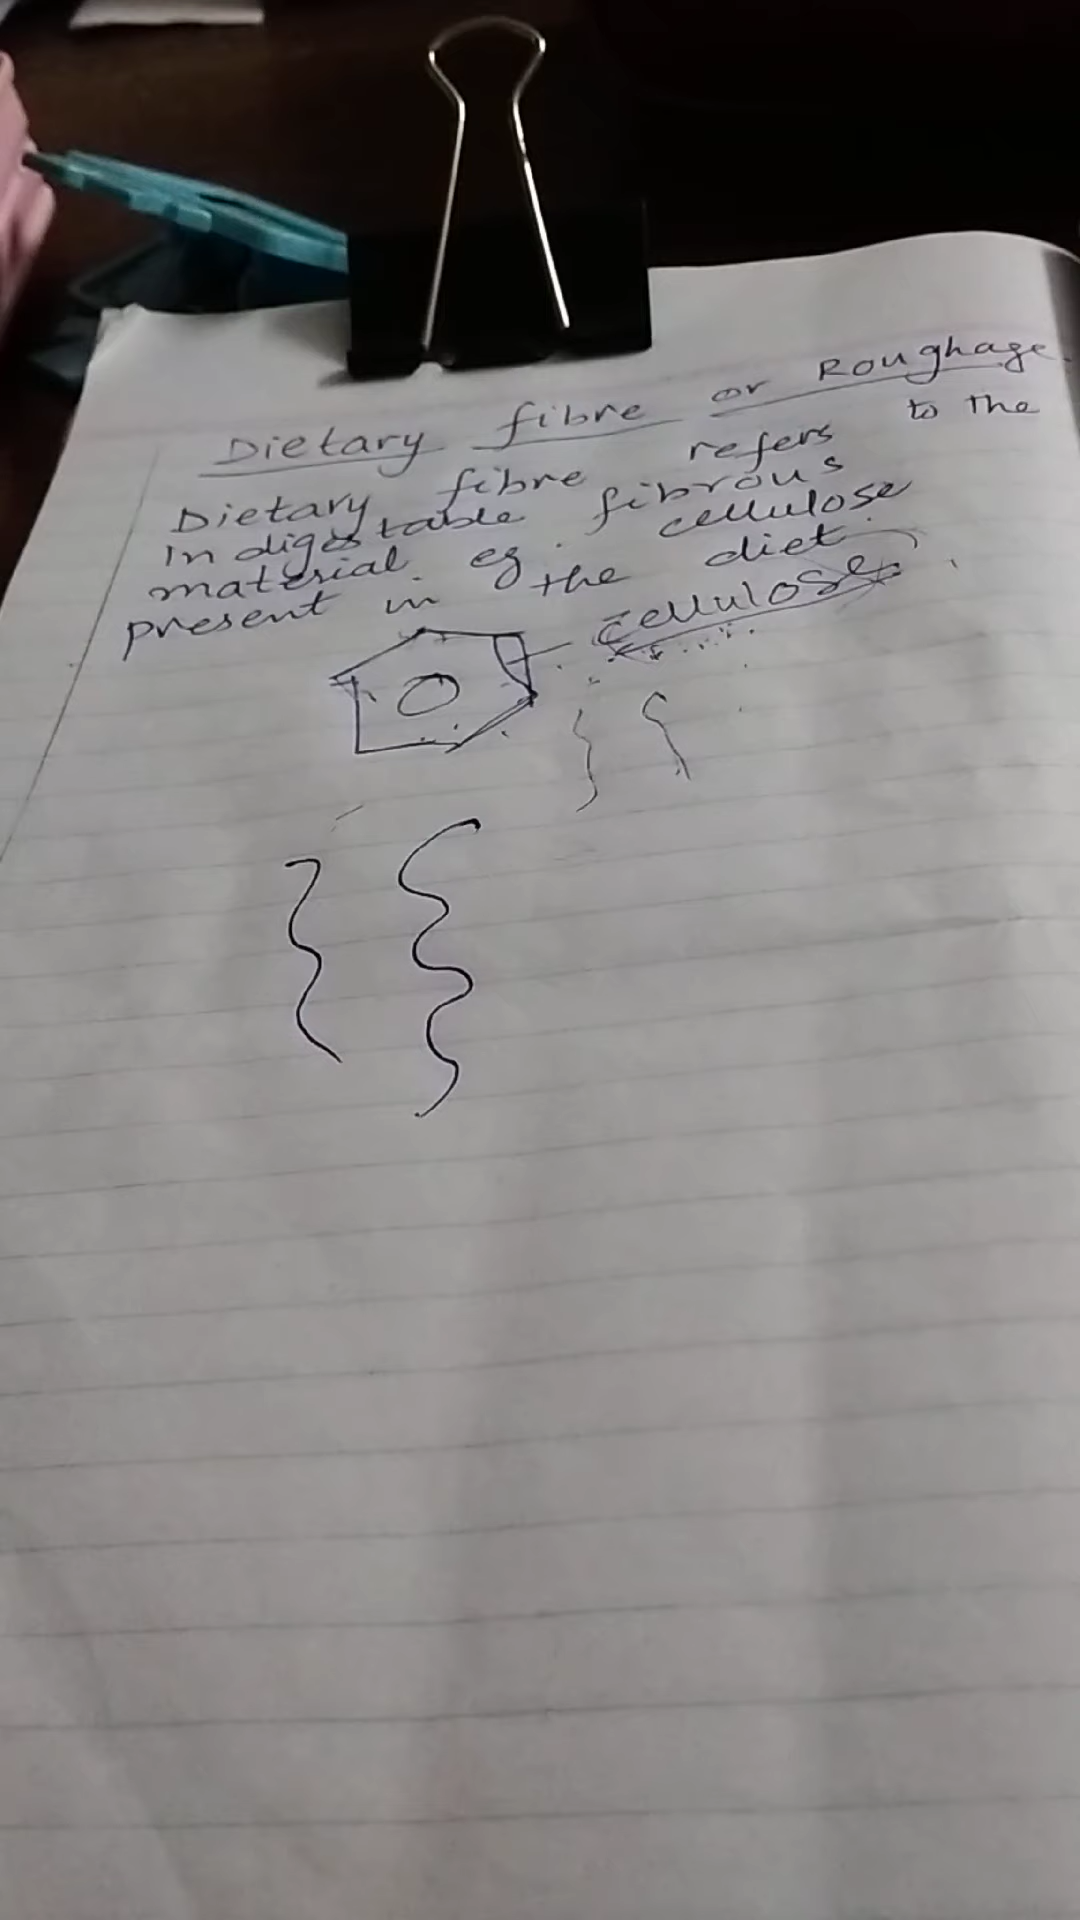 Dietary fibre or Roughage.
Dietary fibre refers to the
Indigestable fibrous
material. eg. cellulose
present in the diet.
cellulose